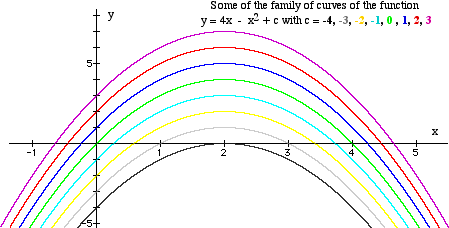 Some of the family of curves of the function
y = 4x - x² + c with c = -4, -3, -2, -1, 0 , 1, 2, 3
y
5
x
-1 1 2 3 4 5
-5